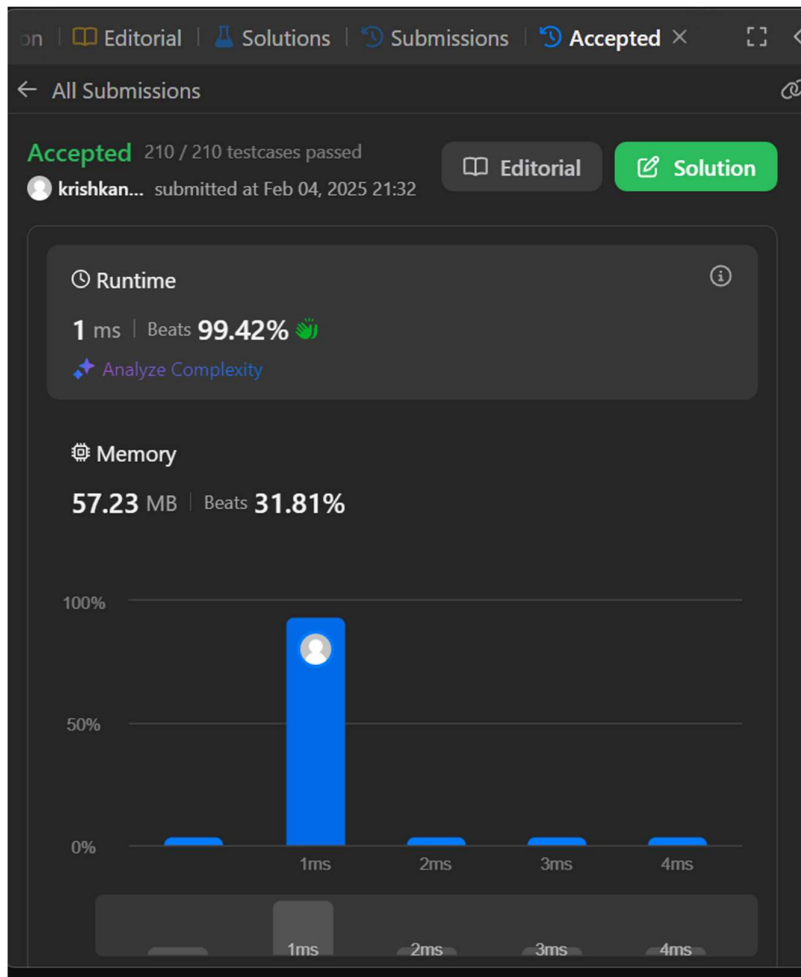 on | Editorial | Solutions | Submissions | Accepted ×
← All Submissions
Accepted 210 / 210 testcases passed
Editorial
Solution
krishkan... submitted at Feb 04, 2025 21:32
Runtime
1 ms | Beats 99.42%
Analyze Complexity
Memory
57.23 MB | Beats 31.81%
100%
50%
0%
1ms 2ms 3ms 4ms
1ms 2ms 3ms 4ms